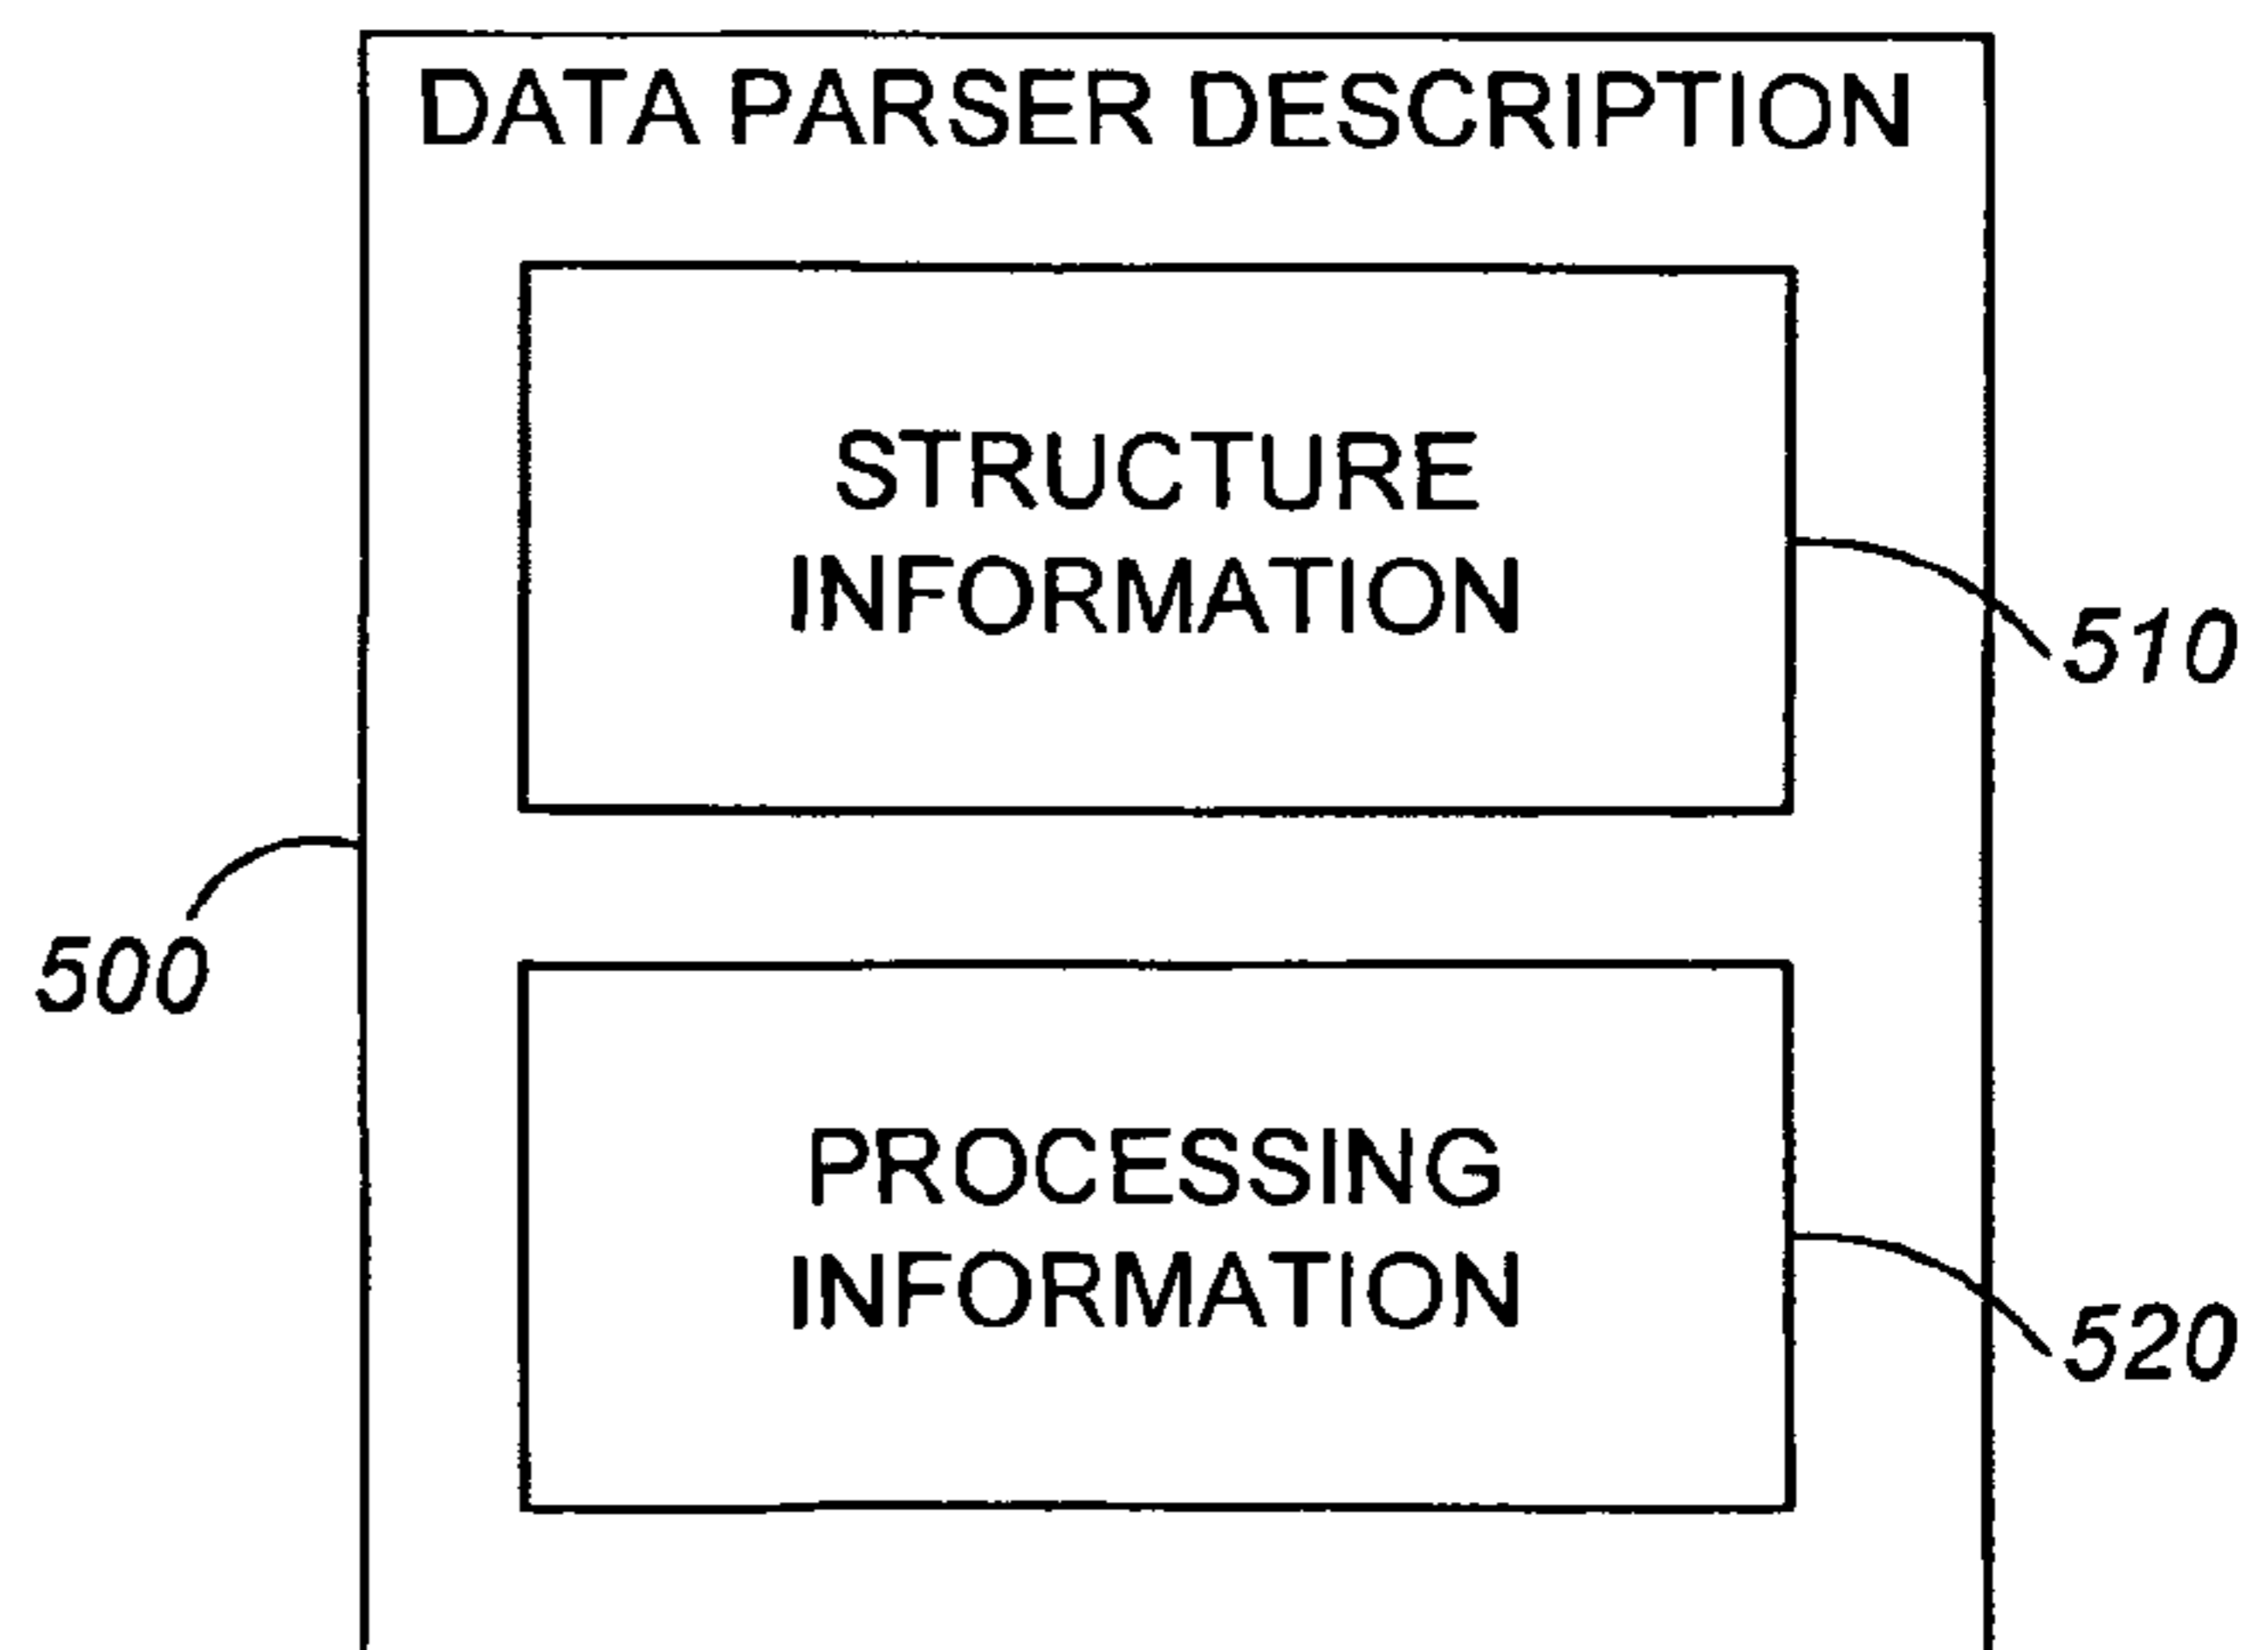 DATA PARSER DESCRIPTION
STRUCTURE
INFORMATION
510
500
PROCESSING
INFORMATION
520